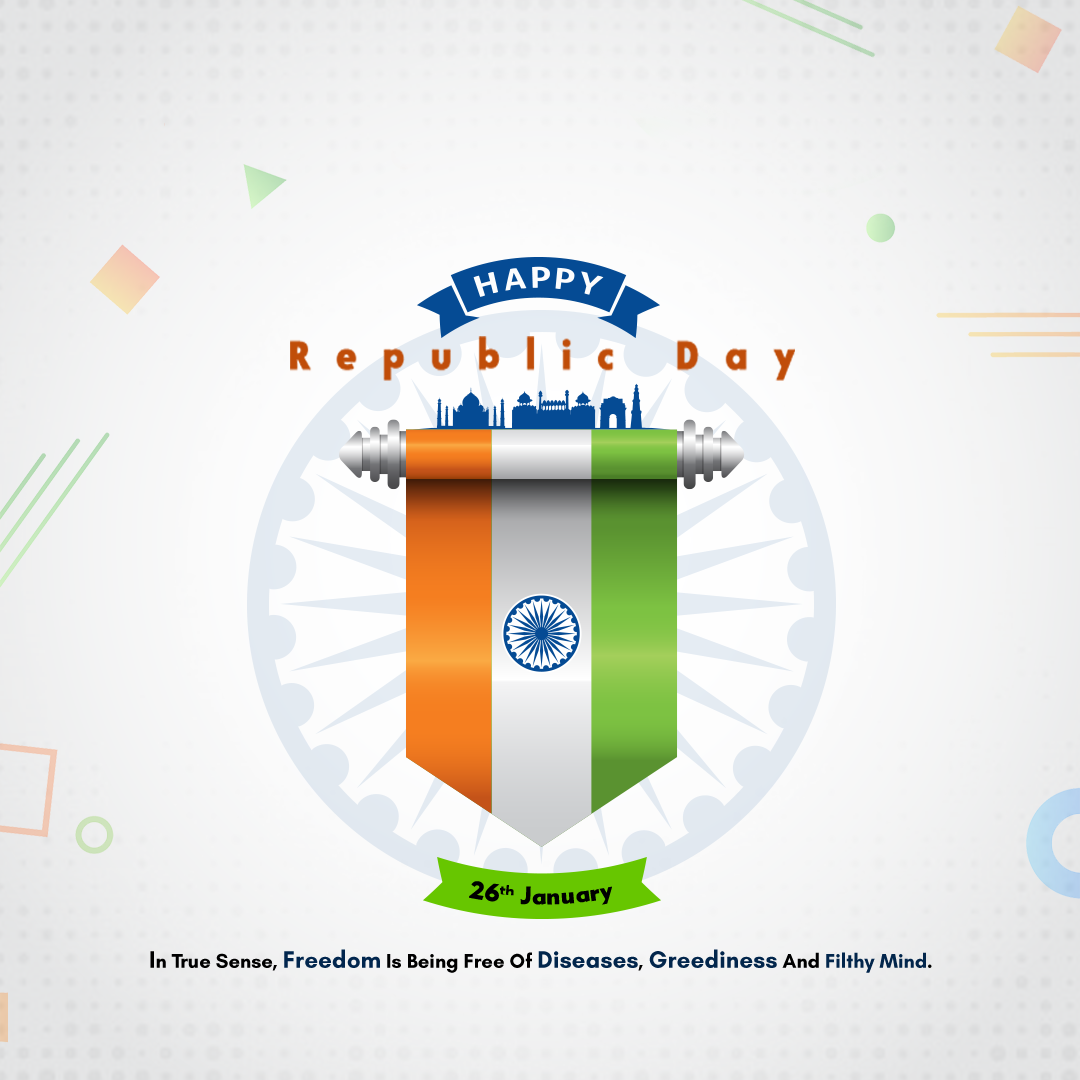 HAPPY
Republic Day
26th January
In True Sense, Freedom Is Being Free Of Diseases, Greediness And Filthy Mind.